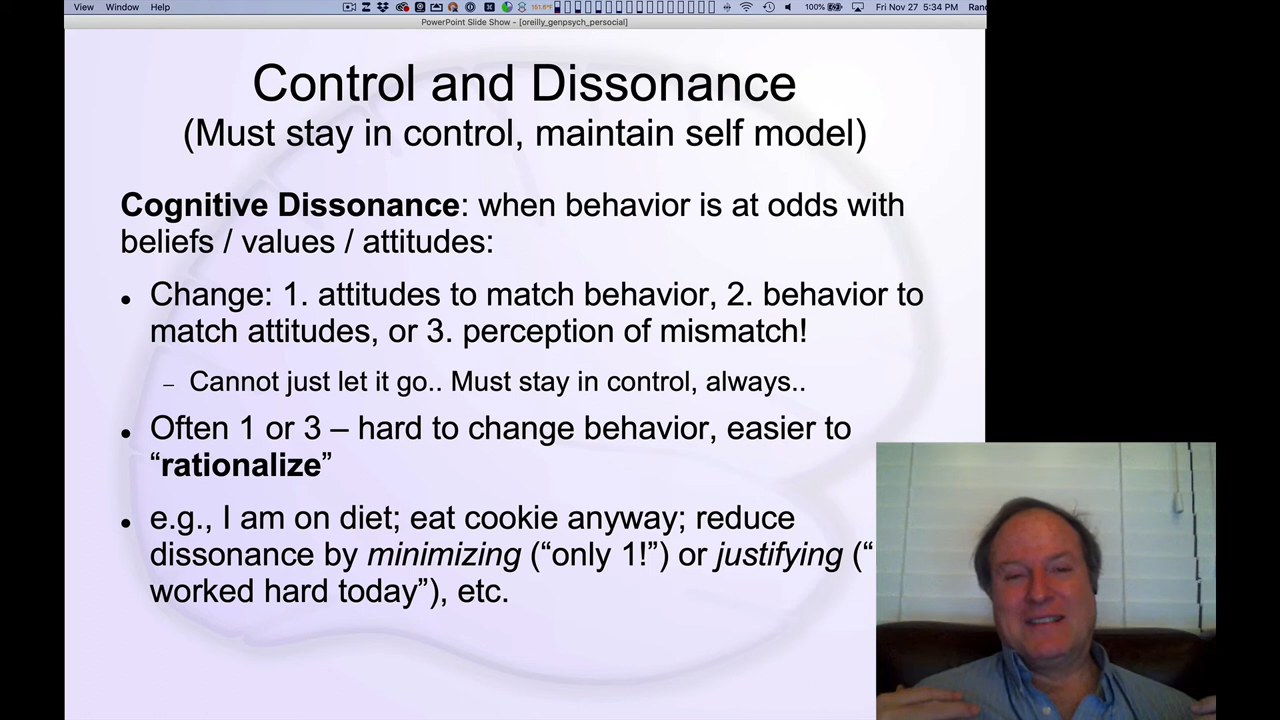 View Window Help 151.8°F 100% Fri Nov 27 5:34 PM Rand
PowerPoint Slide Show - [oreilly_genpsych_persocial]
Control and Dissonance
(Must stay in control, maintain self model)
Cognitive Dissonance: when behavior is at odds with
beliefs / values / attitudes:
• Change: 1. attitudes to match behavior, 2. behavior to
match attitudes, or 3. perception of mismatch!
– Cannot just let it go.. Must stay in control, always..
• Often 1 or 3 – hard to change behavior, easier to
“rationalize”
• e.g., I am on diet; eat cookie anyway; reduce
dissonance by minimizing (“only 1!”) or justifying (“
worked hard today”), etc.